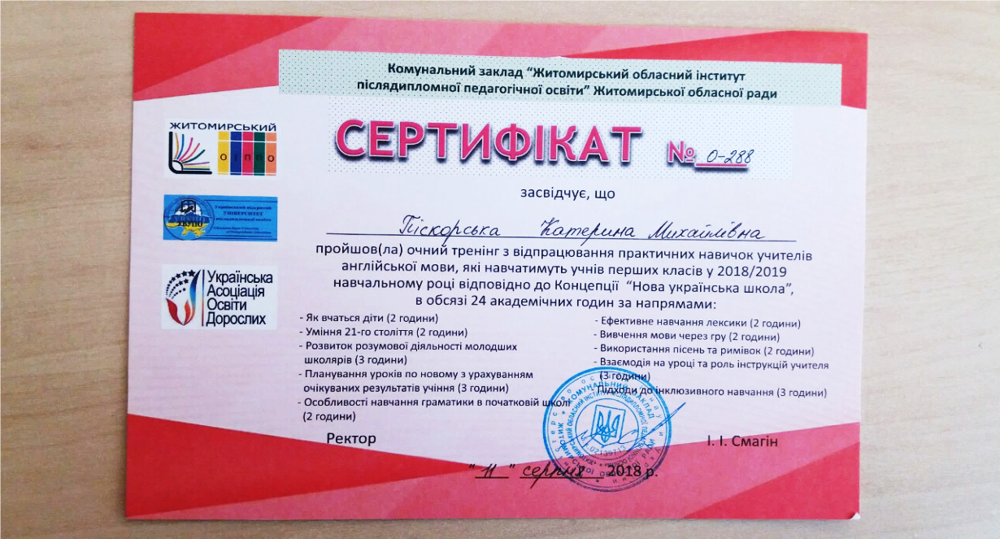 Комунальний заклад “Житомирський обласний інститут
післядипломної педагогічної освіти” Житомирської обласної ради
ЖИТОМИРСЬКИЙ
ОІППО
СЕРТИФІКАТ № О-288
засвідчує, що
Український відкритий
УНІВЕРСИТЕТ
післядипломної освіти
Піскорська Катерина Михайлівна
пройшов(ла) очний тренінг з відпрацювання практичних навичок учителів
англійської мови, які навчатимуть учнів перших класів у 2018/2019
навчальному році відповідно до Концепції “Нова українська школа”,
в обсязі 24 академічних годин за напрямами:
Українська
Асоціація
Освіти
Дорослих
- Як вчаться діти (2 години)
- Уміння 21-го століття (2 години)
- Розвиток розумової діяльності молодших
школярів (3 години)
- Планування уроків по новому з урахуванням
очікуваних результатів учіння (3 години)
- Особливості навчання граматики в початковій школі
(2 години)
- Ефективне навчання лексики (2 години)
- Вивчення мови через гру (2 години)
- Використання пісень та римівок (2 години)
- Взаємодія на уроці та роль інструкцій учителя
(3 години)
- Підходи до інклюзивного навчання (3 години)
Ректор
І. І. Смагін
" 11 " серпня 2018 р.